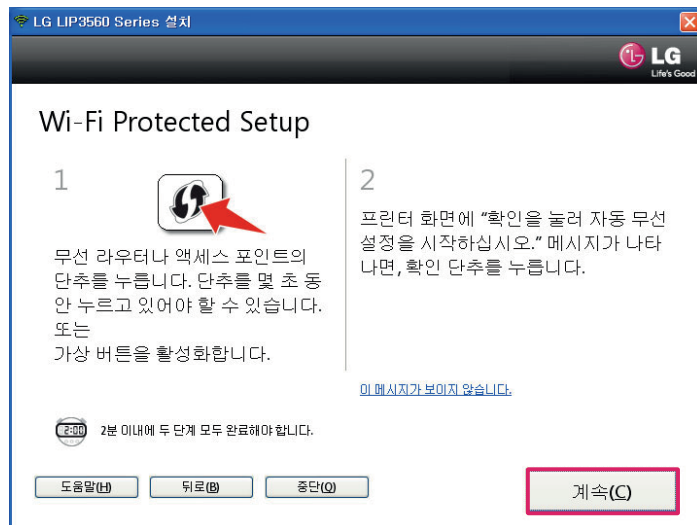 LG LIP3560 Series 설치
LG
Life's Good
Wi-Fi Protected Setup
1
무선 라우터나 액세스 포인트의
단추를 누릅니다. 단추를 몇 초 동
안 누르고 있어야 할 수 있습니다.
또는
가상 버튼을 활성화합니다.
2
프린터 화면에 “확인을 눌러 자동 무선
설정을 시작하십시오.” 메시지가 나타
나면, 확인 단추를 누릅니다.
이 메시지가 보이지 않습니다.
2:00
2분 이내에 두 단계 모두 완료해야 합니다.
도움말(H)
뒤로(B)
중단(Q)
계속(C)